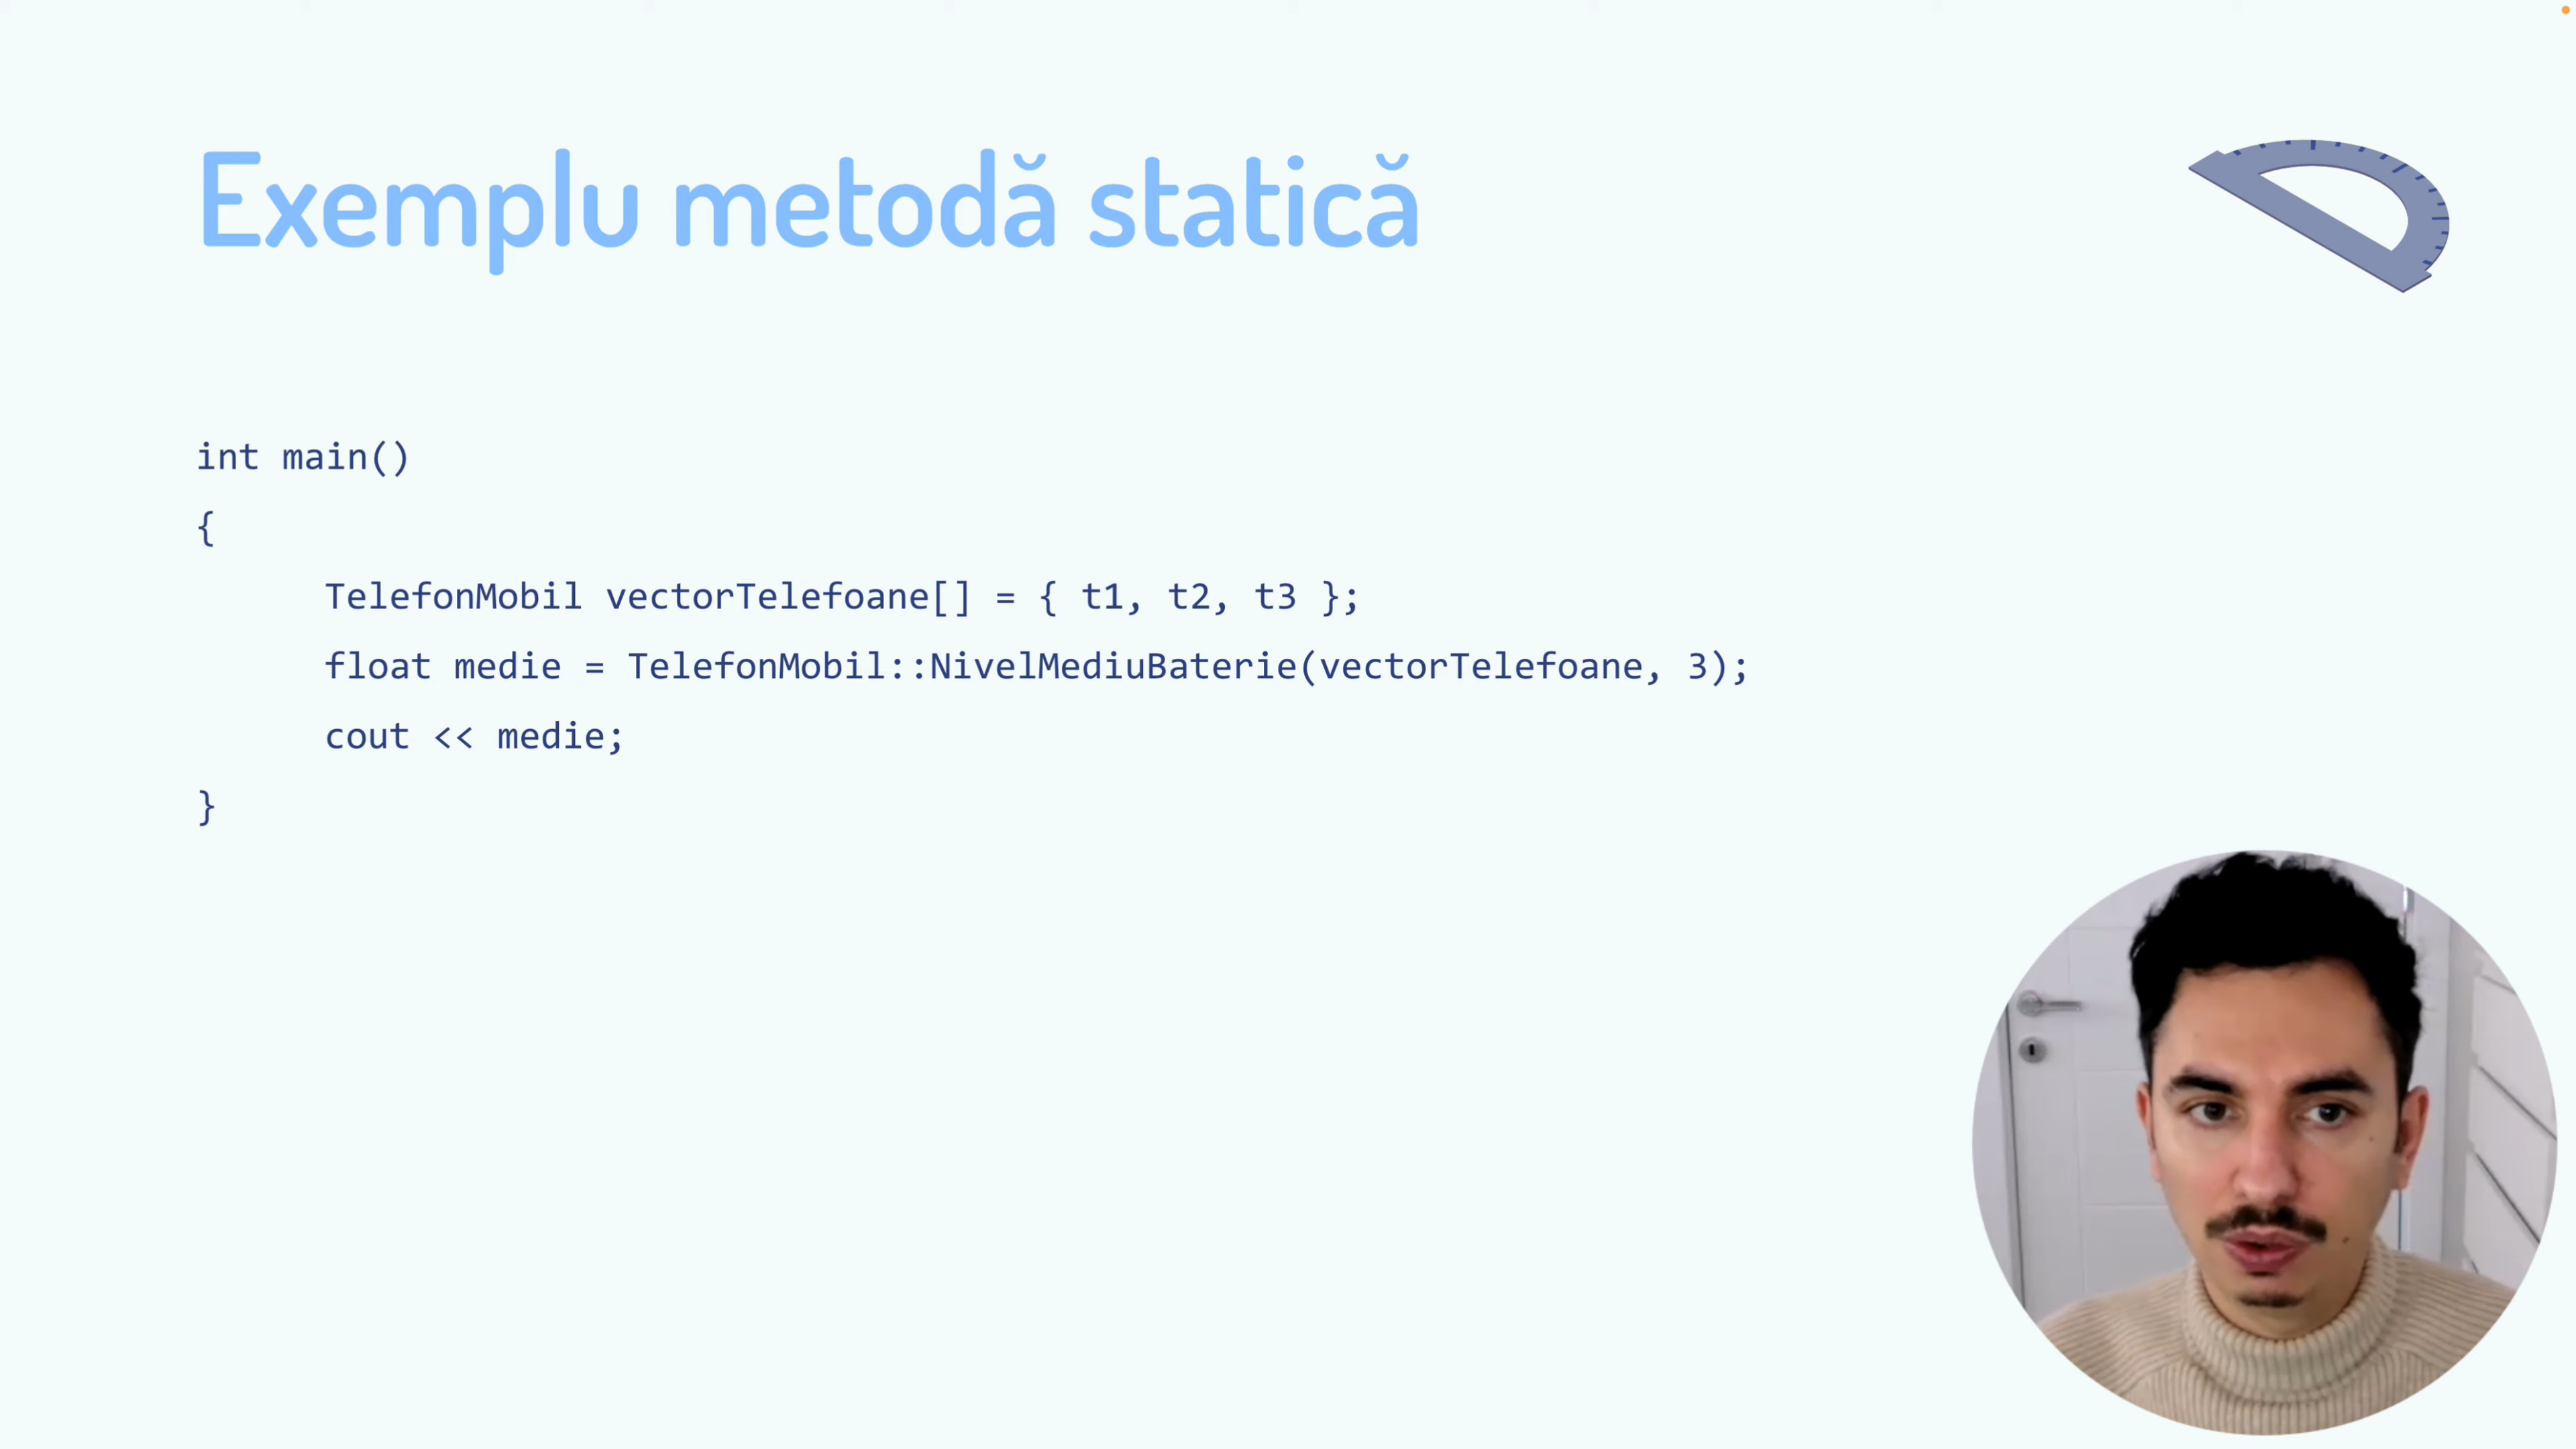 Exemplu metodă statică
int main()
{
TelefonMobil vectorTelefoane[] = { t1, t2, t3 };
float medie = TelefonMobil::NivelMediuBaterie(vectorTelefoane, 3);
cout << medie;
}